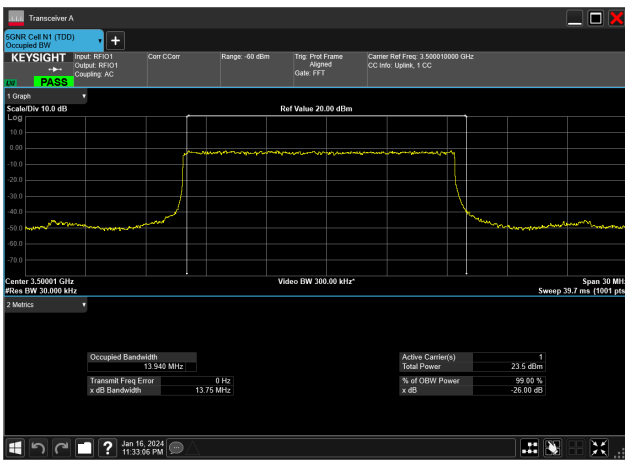 Transceiver A
5GNR Cell N1 (TDD)
Occupied BW
KEYSIGHT
LV
PASS
Input: RFIO1
Output: RFIO1
Coupling: AC
Corr CCorr
Range: -60 dBm
Trig: Prot Frame
Aligned
Gate: FFT
Carrier Ref Freq: 3.500010000 GHz
CC Info: Uplink, 1 CC
1 Graph
Scale/Div 10.0 dB
Ref Value 20.00 dBm
Log
10.0
0.00
-10.0
-20.0
-30.0
-40.0
-50.0
-60.0
-70.0
Center 3.50001 GHz
Video BW 300.00 kHz*
Span 30 MHz
#Res BW 30.000 kHz
Sweep 39.7 ms (1001 pts
2 Metrics
Occupied Bandwidth
13.940 MHz
Active Carrier(s) 1
Total Power 23.5 dBm
Transmit Freq Error 0 Hz
x dB Bandwidth 13.75 MHz
% of OBW Power 99.00 %
x dB -26.00 dB
?
Jan 16, 2024
11:33:06 PM